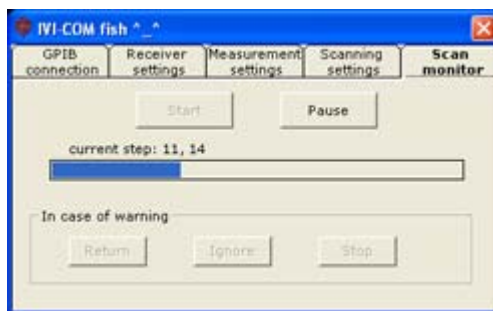 IVI-COM fish ^_^
GPIB connection
Receiver settings
Measurement settings
Scanning settings
Scan monitor
Start
Pause
current step: 11, 14
In case of warning
Return
Ignore
Stop